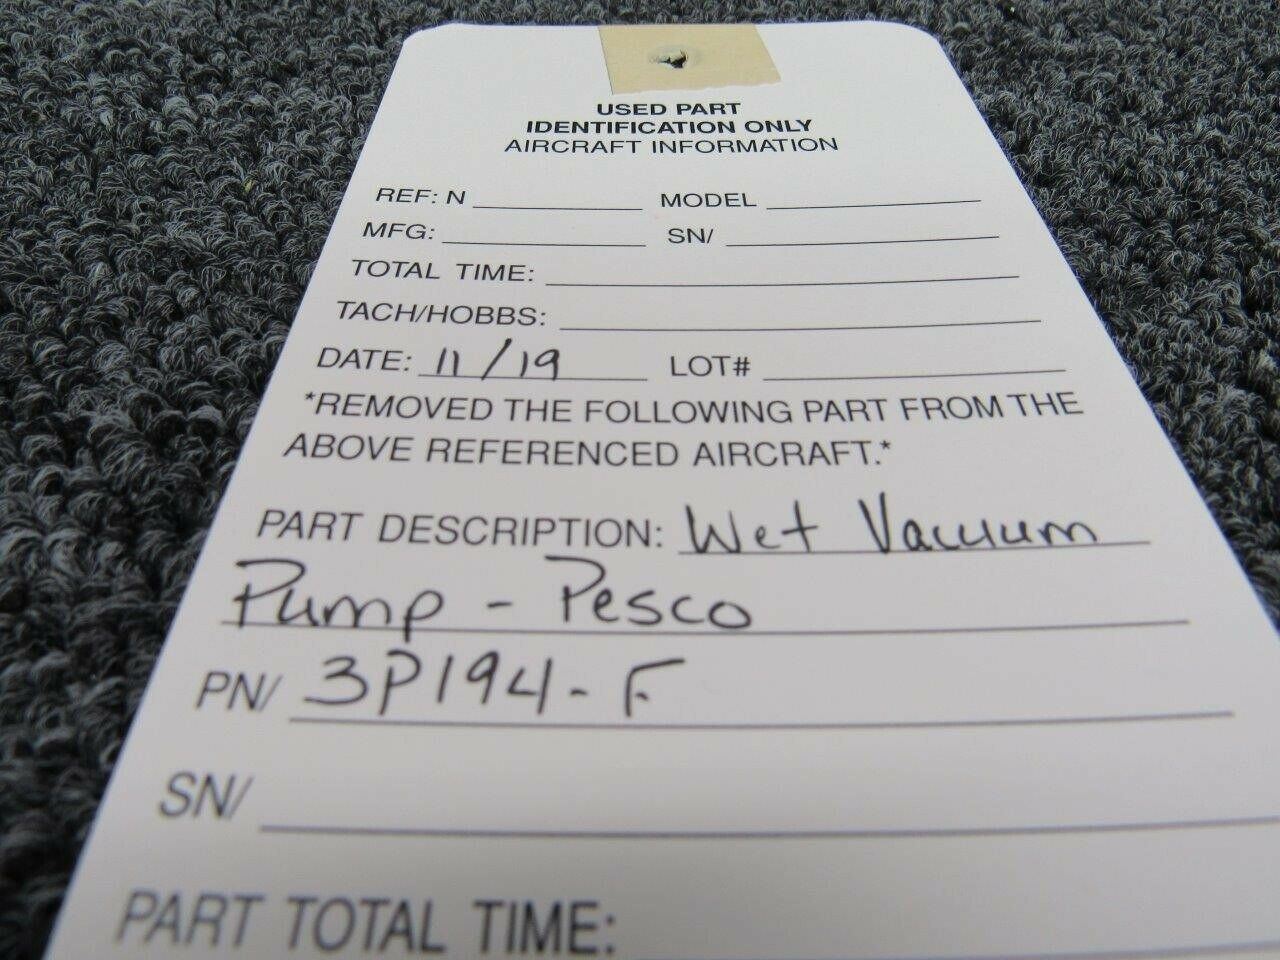 USED PART
IDENTIFICATION ONLY
AIRCRAFT INFORMATION
REF: N MODEL
MFG: SN/
TOTAL TIME:
TACH/HOBBS:
DATE: 11/19 LOT#
*REMOVED THE FOLLOWING PART FROM THE
ABOVE REFERENCED AIRCRAFT.*
PART DESCRIPTION: Wet Vacuum
Pump - Pesco
PN/ 3P194-F
SN/
PART TOTAL TIME: